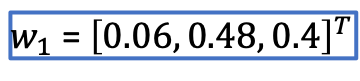 w₁ = [0.06, 0.48, 0.4]ᵀ